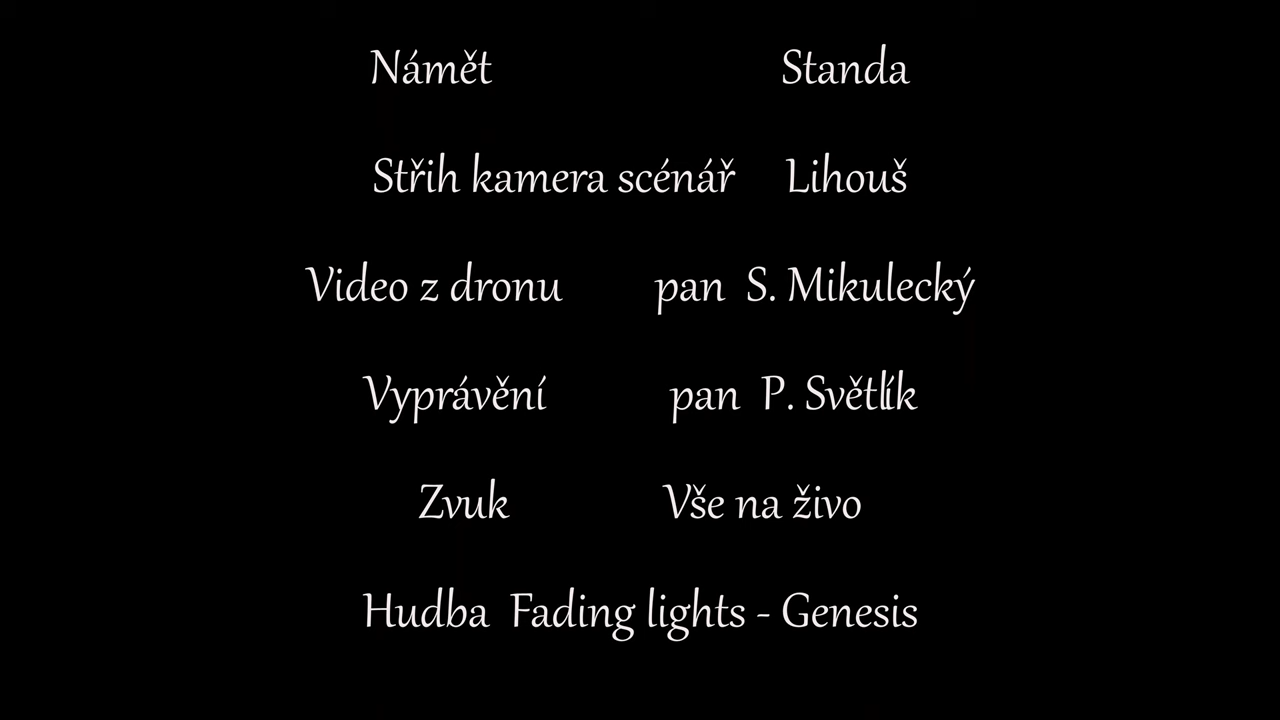 Námět Standa
Střih kamera scénář Lihouš
Video z dronu pan S. Mikulecký
Vyprávění pan P. Světlík
Zvuk Vše na živo
Hudba Fading lights - Genesis